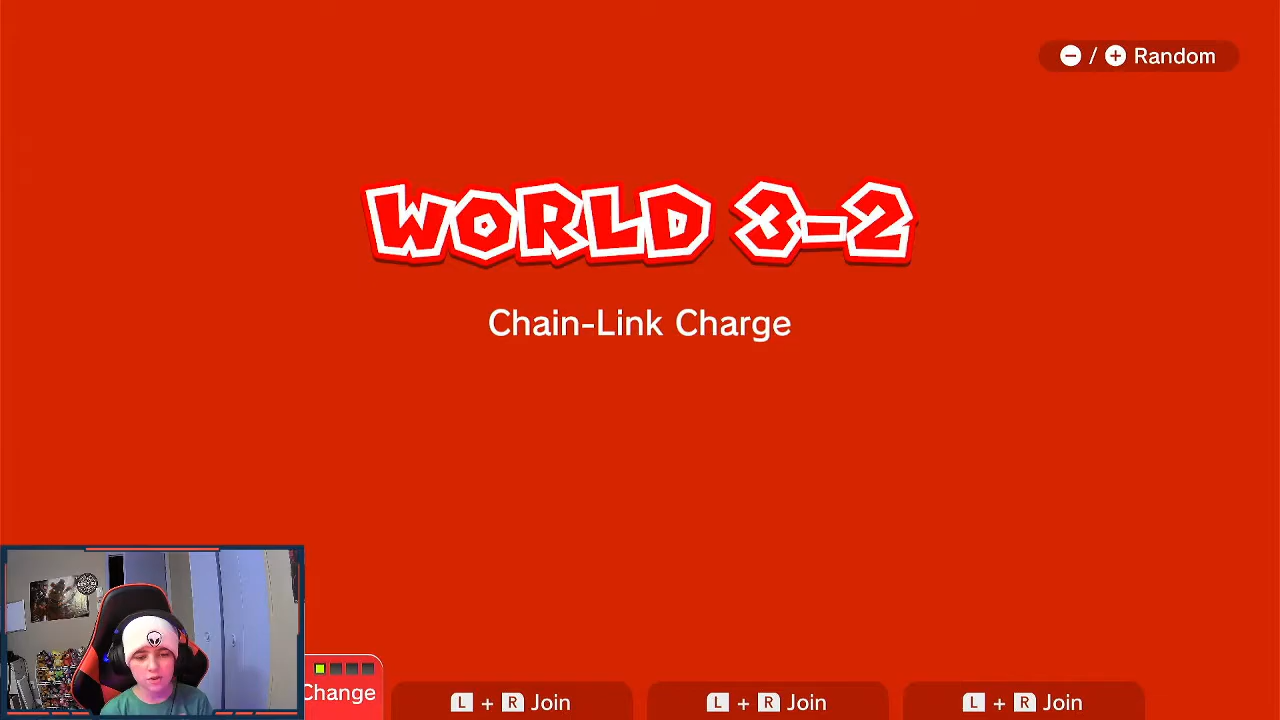 ⊖ / ⊕ Random
WORLD 3-2
Chain-Link Charge
Change
L + R Join
L + R Join
L + R Join